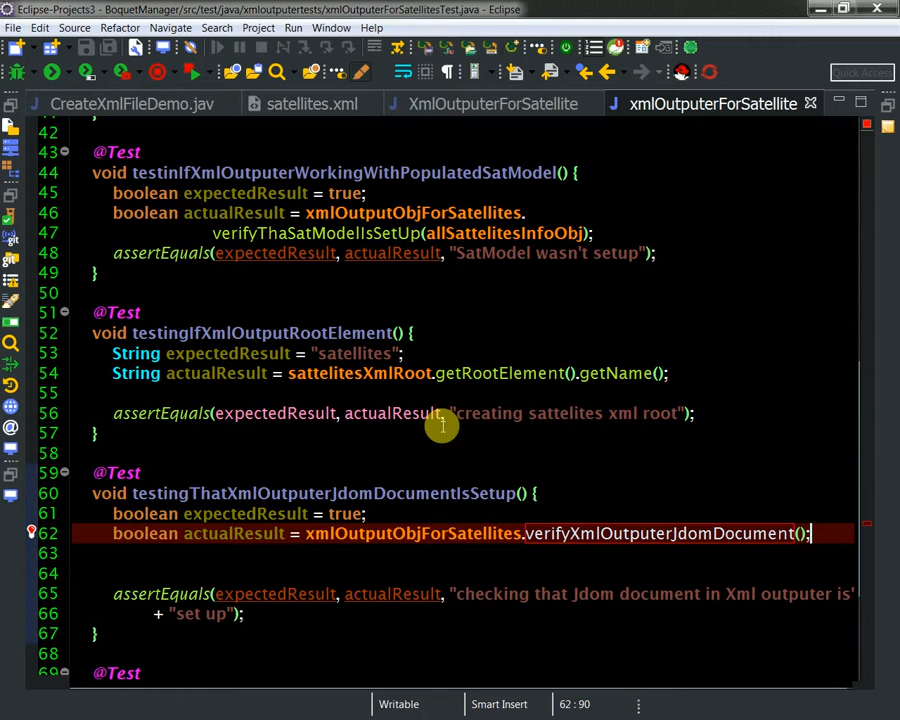 Eclipse-Projects3 - BoquetManager/src/test/java/xmloutputertests/xmlOutputerForSatellitesTest.java - Eclipse
File Edit Source Refactor Navigate Search Project Run Window Help
Quick Access
CreateXmlFileDemo.jav satellites.xml XmlOutputerForSatellite xmlOutputerForSatellite
42
43 @Test
44 void testinIfXmlOutputerWorkingWithPopulatedSatModel() {
45 boolean expectedResult = true;
46 boolean actualResult = xmlOutputObjForSatellites.
47 verifyThaSatModelIsSetUp(allSattelitesInfoObj);
48 assertEquals(expectedResult, actualResult, "SatModel wasn't setup");
49 }
50
51 @Test
52 void testingIfXmlOutputRootElement() {
53 String expectedResult = "satellites";
54 String actualResult = sattelitesXmlRoot.getRootElement().getName();
55
56 assertEquals(expectedResult, actualResult, "creating sattelites xml root");
57 }
58
59 @Test
60 void testingThatXmlOutputerJdomDocumentIsSetup() {
61 boolean expectedResult = true;
62 boolean actualResult = xmlOutputObjForSatellites.verifyXmlOutputerJdomDocument();
63
64
65 assertEquals(expectedResult, actualResult, "checking that Jdom document in Xml outputer is"
66 + "set up");
67 }
68
69 @Test
Writable Smart Insert 62 : 90